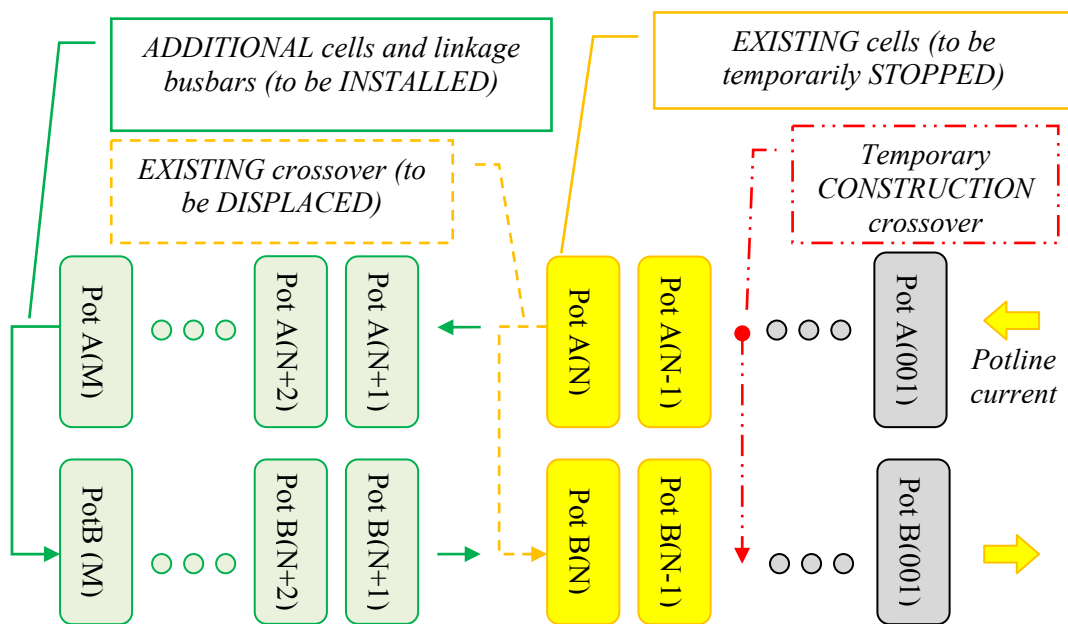 ADDITIONAL cells and linkage
busbars (to be INSTALLED)
EXISTING cells (to be
temporarily STOPPED)
EXISTING crossover (to
be DISPLACED)
Temporary
CONSTRUCTION
crossover
Pot A(M)
Pot A(N+2)
Pot A(N+1)
Pot A(N)
Pot A(N-1)
Pot A(001)
Potline
current
PotB (M)
Pot B(N+2)
Pot B(N+1)
Pot B(N)
Pot B(N-1)
Pot B(001)